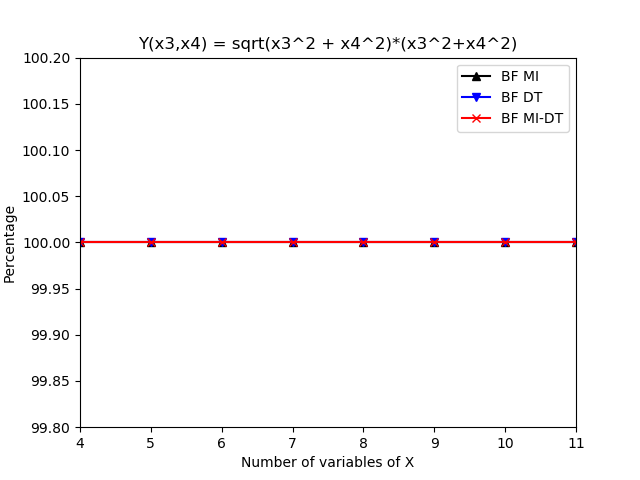 Y(x3,x4) = sqrt(x3^2 + x4^2)*(x3^2+x4^2)
BF MI
BF DT
BF MI-DT
100.20
100.15
100.10
100.05
100.00
99.95
99.90
99.85
99.80
Percentage
4 5 6 7 8 9 10 11
Number of variables of X